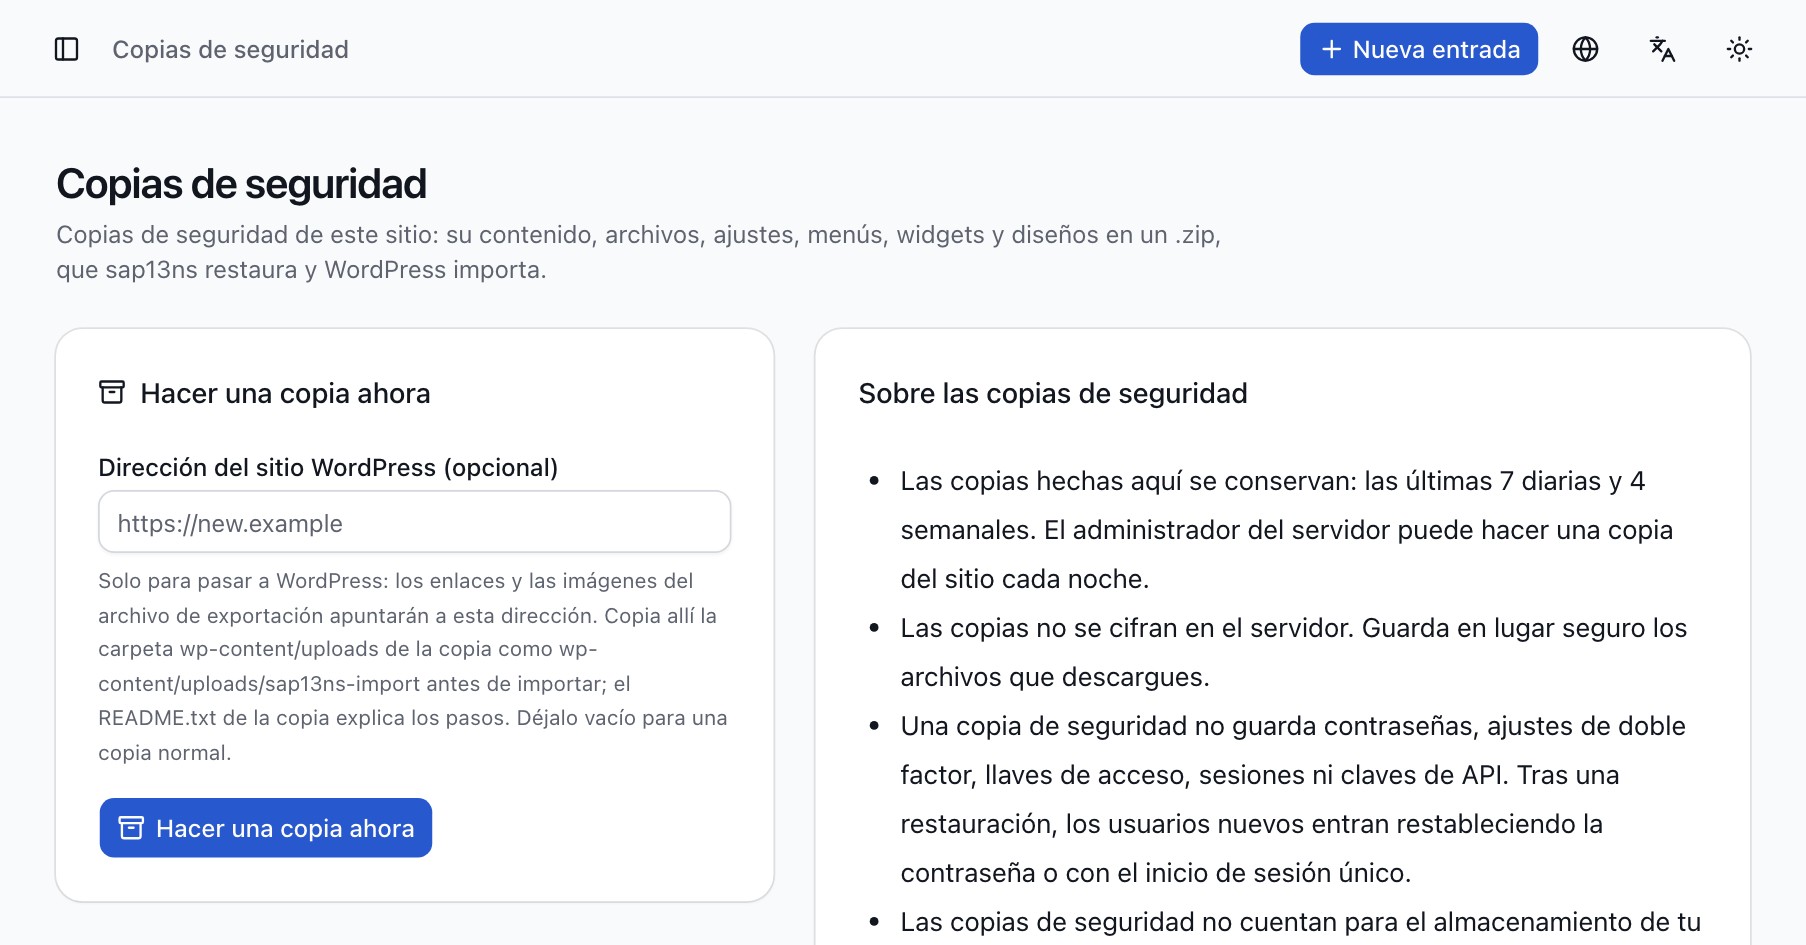 Copias de seguridad
Nueva entrada
Copias de seguridad
Copias de seguridad de este sitio: su contenido, archivos, ajustes, menús, widgets y diseños en un .zip,
que sap13ns restaura y WordPress importa.
Hacer una copia ahora
Dirección del sitio WordPress (opcional)
https://new.example
Solo para pasar a WordPress: los enlaces y las imágenes del
archivo de exportación apuntarán a esta dirección. Copia allí la
carpeta wp-content/uploads de la copia como wp-
content/uploads/sap13ns-import antes de importar; el
README.txt de la copia explica los pasos. Déjalo vacío para una
copia normal.
Hacer una copia ahora
Sobre las copias de seguridad
• Las copias hechas aquí se conservan: las últimas 7 diarias y 4
semanales. El administrador del servidor puede hacer una copia
del sitio cada noche.
• Las copias no se cifran en el servidor. Guarda en lugar seguro los
archivos que descargues.
• Una copia de seguridad no guarda contraseñas, ajustes de doble
factor, llaves de acceso, sesiones ni claves de API. Tras una
restauración, los usuarios nuevos entran restableciendo la
contraseña o con el inicio de sesión único.
• Las copias de seguridad no cuentan para el almacenamiento de tu